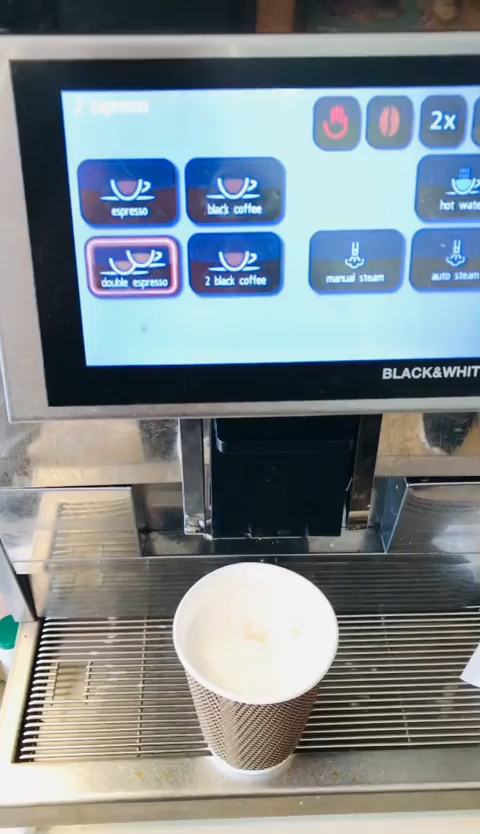 2 Espresso
2x
espresso
black coffee
hot wate
double espresso
2 black coffee
manual steam
auto steam
BLACK&WHIT